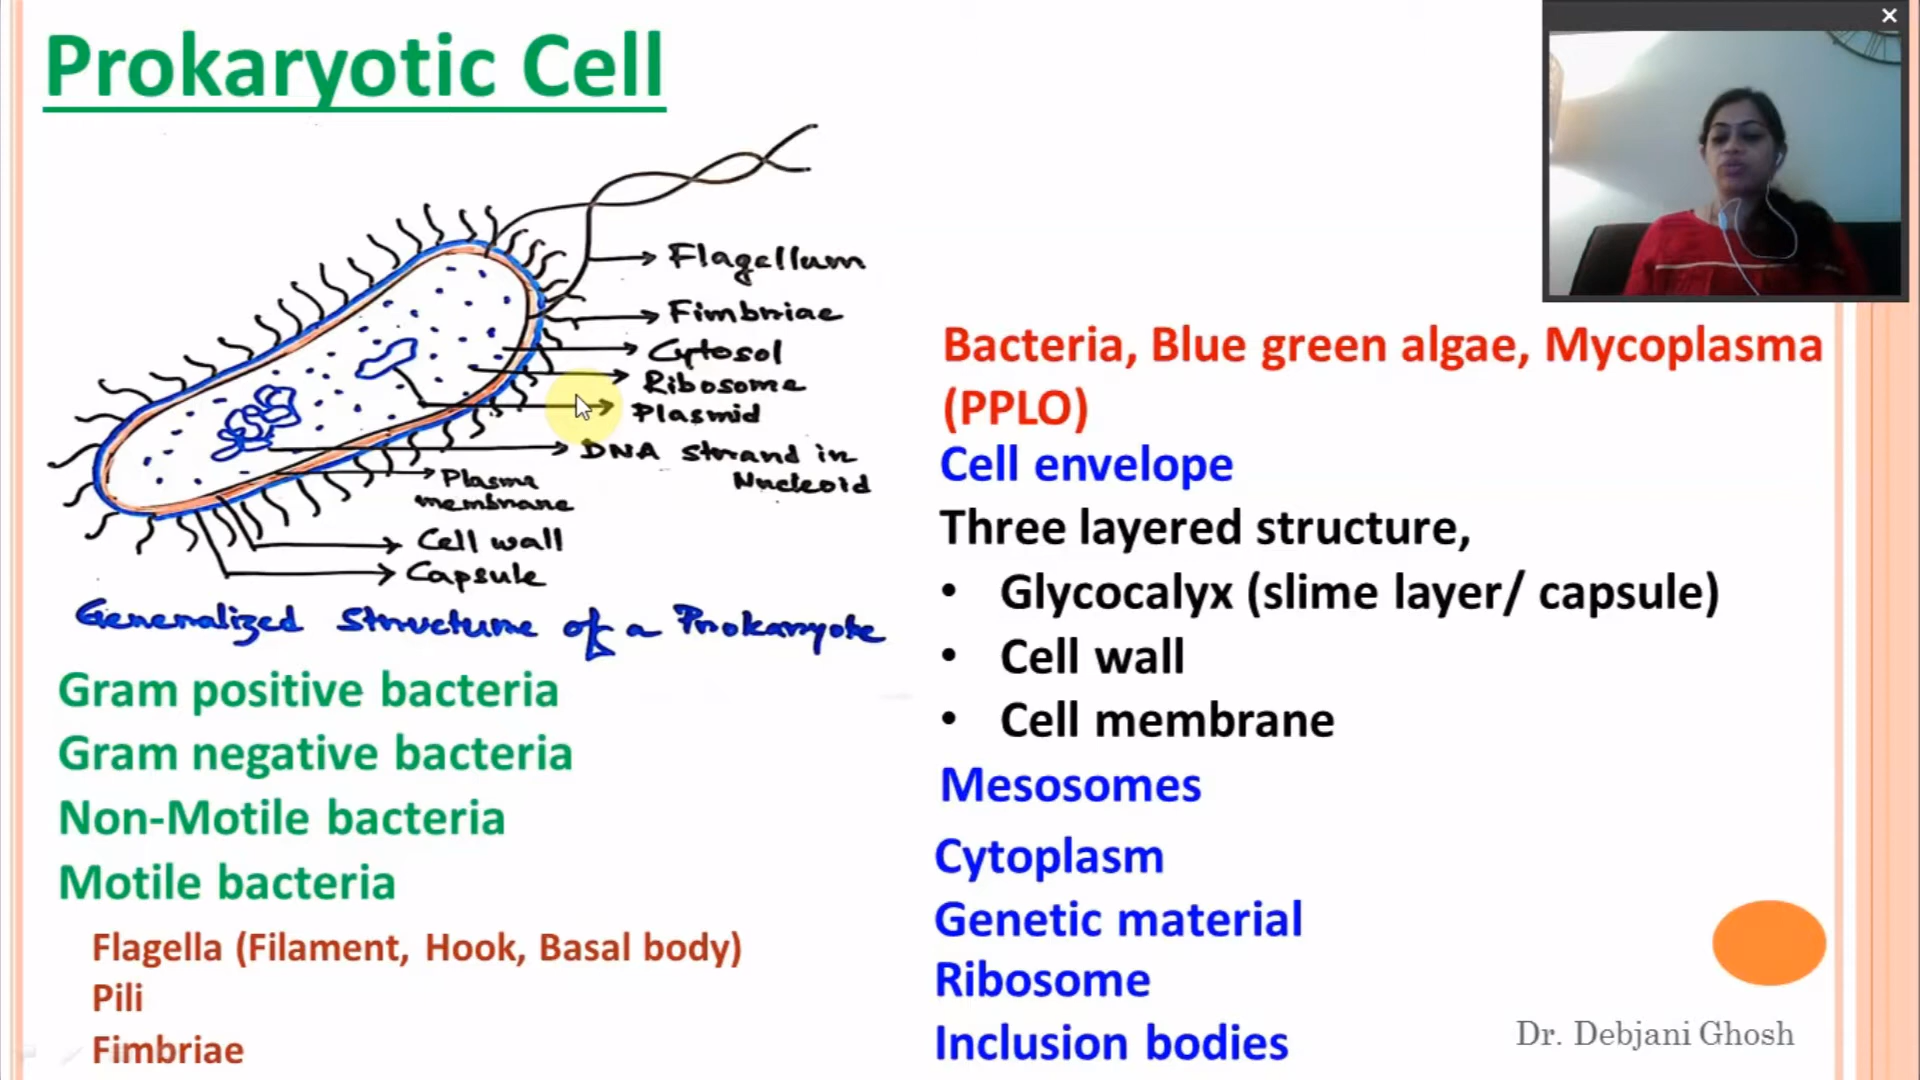 Prokaryotic Cell
Flagellum
Fimbriae
Cytosol
Ribosome
Plasmid
DNA strand in
Nucleoid
Plasma
membrane
Cell wall
Capsule
Generalized Structure of a Prokaryote
Gram positive bacteria
Gram negative bacteria
Non-Motile bacteria
Motile bacteria
Flagella (Filament, Hook, Basal body)
Pili
Fimbriae
Bacteria, Blue green algae, Mycoplasma
(PPLO)
Cell envelope
Three layered structure,
• Glycocalyx (slime layer/ capsule)
• Cell wall
• Cell membrane
Mesosomes
Cytoplasm
Genetic material
Ribosome
Inclusion bodies
Dr. Debjani Ghosh